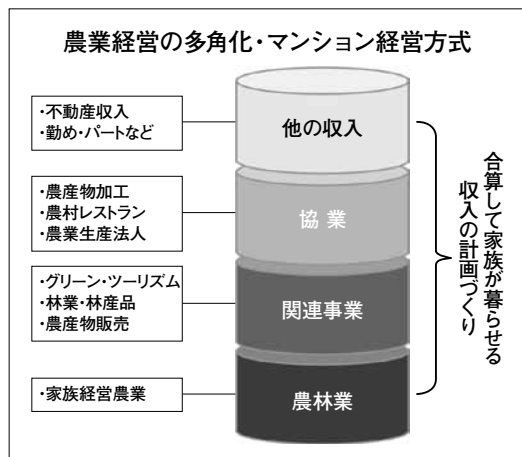 農業経営の多角化・マンション経営方式
・不動産収入
・勤め・パートなど
他の収入
・農産物加工
・農村レストラン
・農業生産法人
協業
・グリーン・ツーリズム
・林業・林産品
・農産物販売
関連事業
・家族経営農業
農林業
合算して家族が暮らせる
収入の計画づくり